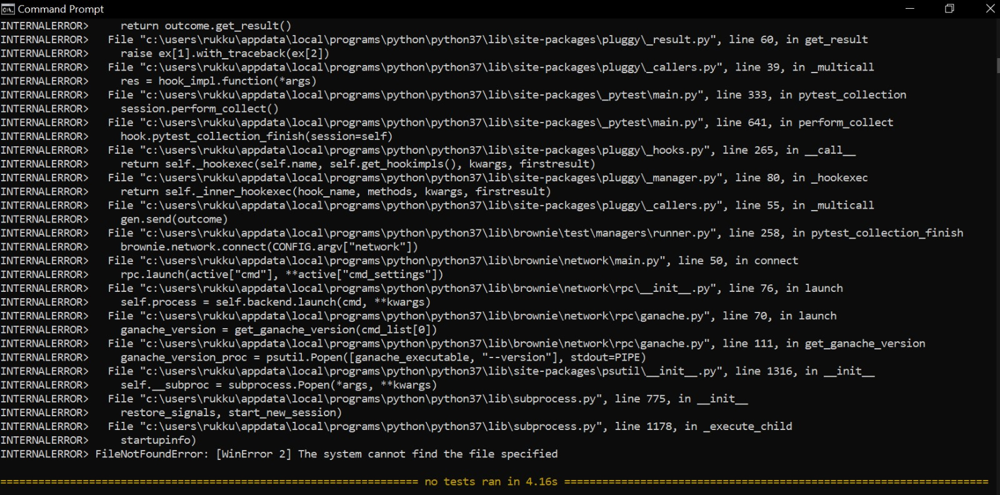 Command Prompt
INTERNALERROR>     return outcome.get_result()
INTERNALERROR>   File "c:\users\rukku\appdata\local\programs\python\python37\lib\site-packages\pluggy\_result.py", line 60, in get_result
INTERNALERROR>     raise ex[1].with_traceback(ex[2])
INTERNALERROR>   File "c:\users\rukku\appdata\local\programs\python\python37\lib\site-packages\pluggy\_callers.py", line 39, in _multicall
INTERNALERROR>     res = hook_impl.function(*args)
INTERNALERROR>   File "c:\users\rukku\appdata\local\programs\python\python37\lib\site-packages\_pytest\main.py", line 333, in pytest_collection
INTERNALERROR>     session.perform_collect()
INTERNALERROR>   File "c:\users\rukku\appdata\local\programs\python\python37\lib\site-packages\_pytest\main.py", line 641, in perform_collect
INTERNALERROR>     hook.pytest_collection_finish(session=self)
INTERNALERROR>   File "c:\users\rukku\appdata\local\programs\python\python37\lib\site-packages\pluggy\_hooks.py", line 265, in __call__
INTERNALERROR>     return self._hookexec(self.name, self.get_hookimpls(), kwargs, firstresult)
INTERNALERROR>   File "c:\users\rukku\appdata\local\programs\python\python37\lib\site-packages\pluggy\_manager.py", line 80, in _hookexec
INTERNALERROR>     return self._inner_hookexec(hook_name, methods, kwargs, firstresult)
INTERNALERROR>   File "c:\users\rukku\appdata\local\programs\python\python37\lib\site-packages\pluggy\_callers.py", line 55, in _multicall
INTERNALERROR>     gen.send(outcome)
INTERNALERROR>   File "c:\users\rukku\appdata\local\programs\python\python37\lib\brownie\test\managers\runner.py", line 258, in pytest_collection_finish
INTERNALERROR>     brownie.network.connect(CONFIG.argv["network"])
INTERNALERROR>   File "c:\users\rukku\appdata\local\programs\python\python37\lib\brownie\network\main.py", line 50, in connect
INTERNALERROR>     rpc.launch(active["cmd"], **active["cmd_settings"])
INTERNALERROR>   File "c:\users\rukku\appdata\local\programs\python\python37\lib\brownie\network\rpc\__init__.py", line 76, in launch
INTERNALERROR>     self.process = self.backend.launch(cmd, **kwargs)
INTERNALERROR>   File "c:\users\rukku\appdata\local\programs\python\python37\lib\brownie\network\rpc\ganache.py", line 70, in launch
INTERNALERROR>     ganache_version = get_ganache_version(cmd_list[0])
INTERNALERROR>   File "c:\users\rukku\appdata\local\programs\python\python37\lib\brownie\network\rpc\ganache.py", line 111, in get_ganache_version
INTERNALERROR>     ganache_version_proc = psutil.Popen([ganache_executable, "--version"], stdout=PIPE)
INTERNALERROR>   File "c:\users\rukku\appdata\local\programs\python\python37\lib\site-packages\psutil\__init__.py", line 1316, in __init__
INTERNALERROR>     self.__subproc = subprocess.Popen(*args, **kwargs)
INTERNALERROR>   File "c:\users\rukku\appdata\local\programs\python\python37\lib\subprocess.py", line 775, in __init__
INTERNALERROR>     restore_signals, start_new_session)
INTERNALERROR>   File "c:\users\rukku\appdata\local\programs\python\python37\lib\subprocess.py", line 1178, in _execute_child
INTERNALERROR>     startupinfo)
INTERNALERROR> FileNotFoundError: [WinError 2] The system cannot find the file specified
================================================================== no tests ran in 4.16s ===================================================================